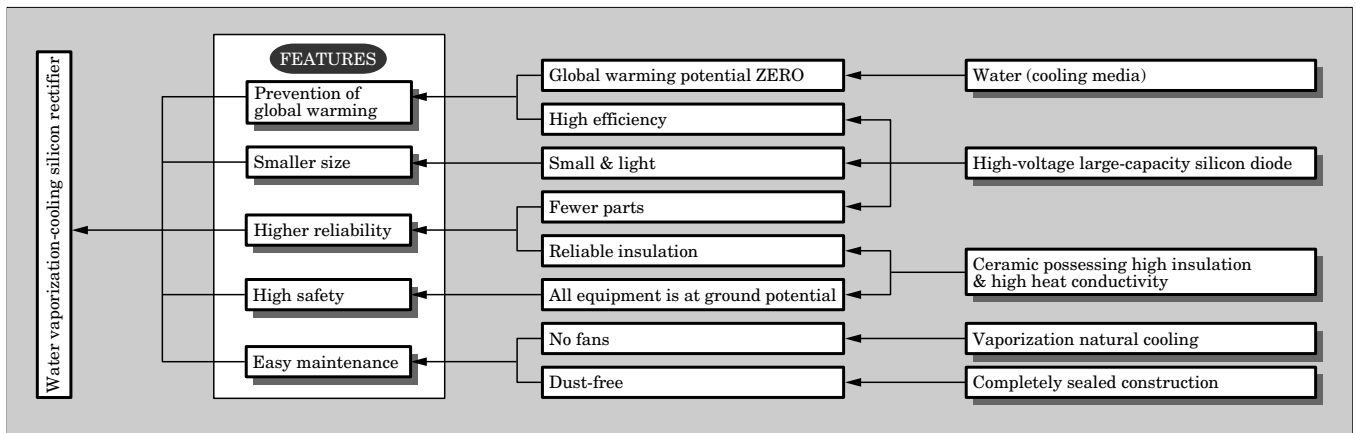 Water vaporization-cooling silicon rectifier
FEATURES
Prevention of
global warming
Smaller size
Higher reliability
High safety
Easy maintenance
Global warming potential ZERO
High efficiency
Small & light
Fewer parts
Reliable insulation
All equipment is at ground potential
No fans
Dust-free
Water (cooling media)
High-voltage large-capacity silicon diode
Ceramic possessing high insulation
& high heat conductivity
Vaporization natural cooling
Completely sealed construction